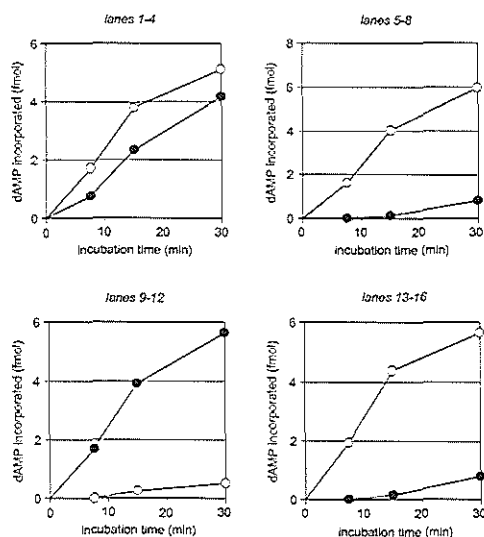 lanes 1-4
6
4
2
0
dAMP incorporated (fmol)
0 10 20 30
incubation time (min)
lanes 5-8
8
6
4
2
0
dAMP incorporated (fmol)
0 10 20 30
incubation time (min)
lanes 9-12
6
4
2
0
dAMP incorporated (fmol)
0 10 20 30
incubation time (min)
lanes 13-16
6
4
2
0
dAMP incorporated (fmol)
0 10 20 30
incubation time (min)